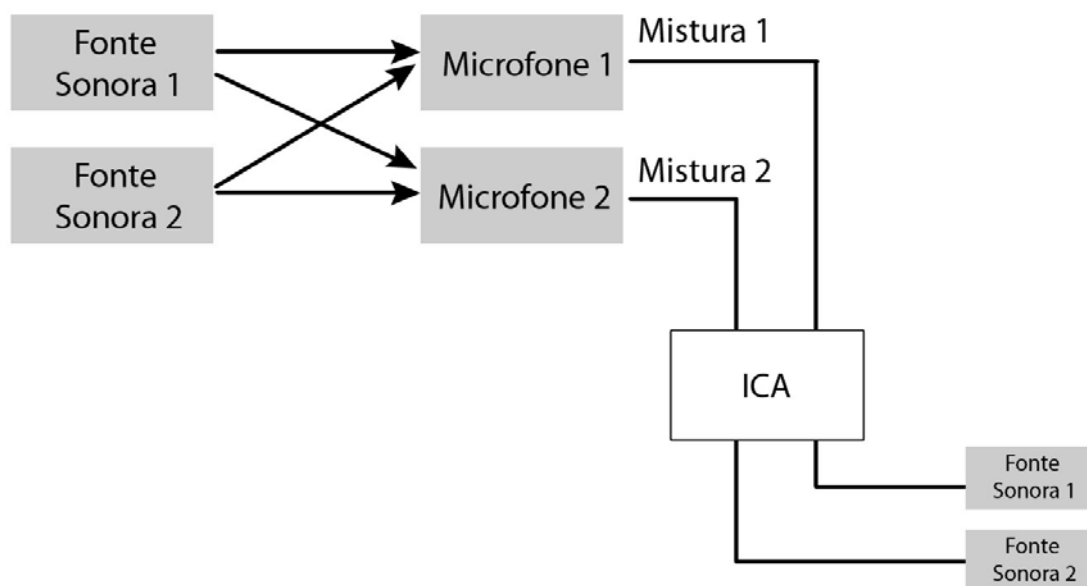 Fonte
Sonora 1
Microfone 1
Mistura 1
Fonte
Sonora 2
Microfone 2
Mistura 2
ICA
Fonte
Sonora 1
Fonte
Sonora 2